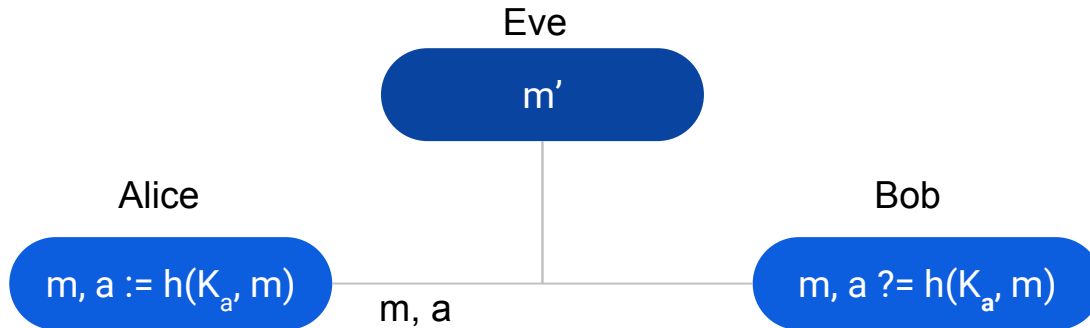 Eve
m’
Alice
Bob
m, a := h(Kₐ, m)
m, a ?= h(Kₐ, m)
m, a